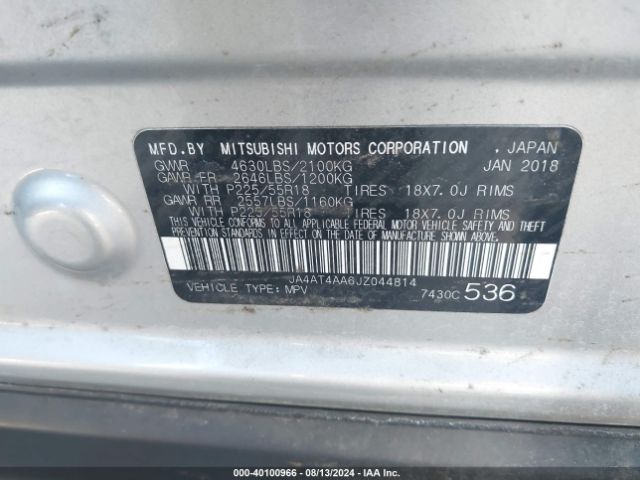 MFD.BY MITSUBISHI MOTORS CORPORATION , JAPAN
GVWR 4630LBS/2100KG JAN 2018
GAWR FR 2646LBS/1200KG
WITH P225/55R18 TIRES 18X7.0J RIMS
GAWR RR 2557LBS/1160KG
WITH P225/55R18 TIRES 18X7.0J RIMS
THIS VEHICLE CONFORMS TO ALL APPLICABLE FEDERAL MOTOR VEHICLE SAFETY AND
THEFT PREVENTION STANDARDS IN EFFECT ON THE DATE OF MANUFACTURE SHOWN ABOVE.
JA4AT4AA6JZ044814
VEHICLE TYPE: MPV 7430C 536
000-40100966 - 08/13/2024 - IAA Inc.